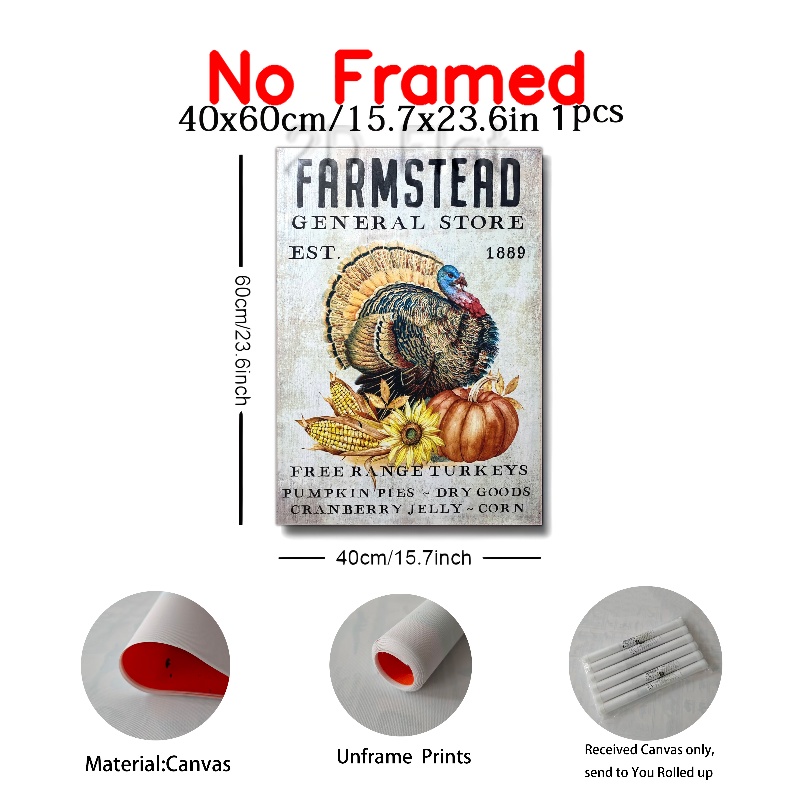 No Framed
40x60cm/15.7x23.6in 1pcs
2D Flat
FARMSTEAD
GENERAL STORE
EST. 1889
60cm/23.6inch
FREE RANGE TURKEYS
PUMPKIN PIES ~ DRY GOODS
CRANBERRY JELLY ~ CORN
40cm/15.7inch
Material:Canvas
Unframe Prints
Received Canvas only,
send to You Rolled up